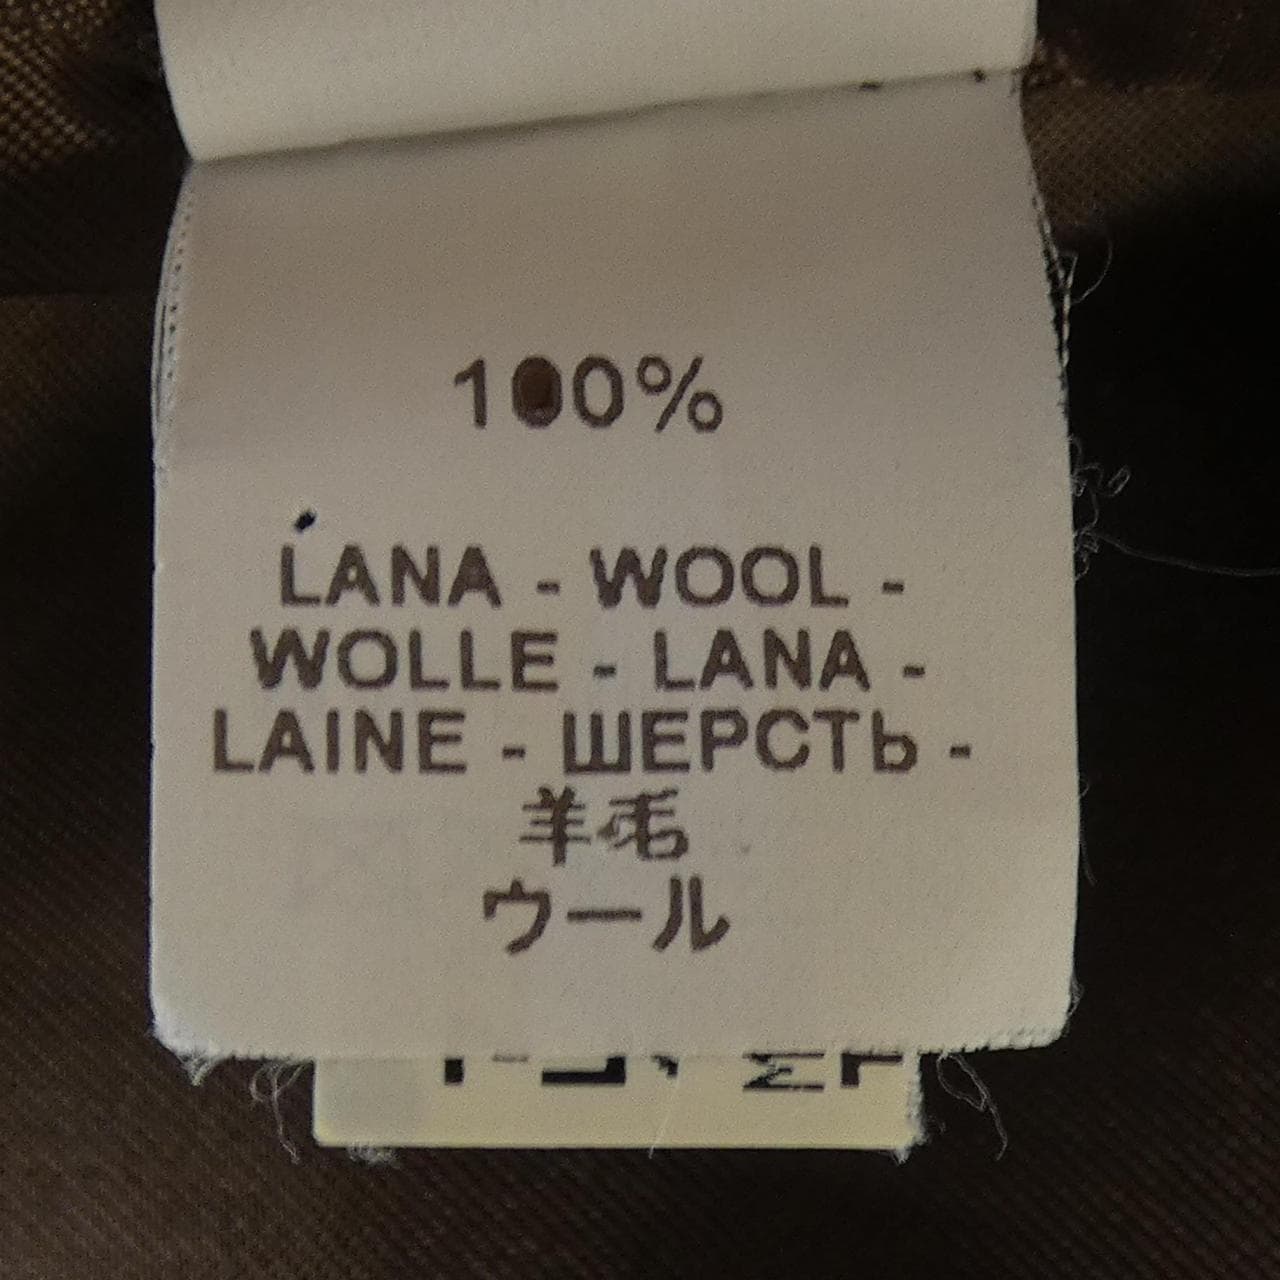 100%
LANA - WOOL -
WOLLE - LANA -
LAINE - ШЕРСТЬ -
羊毛
ウール